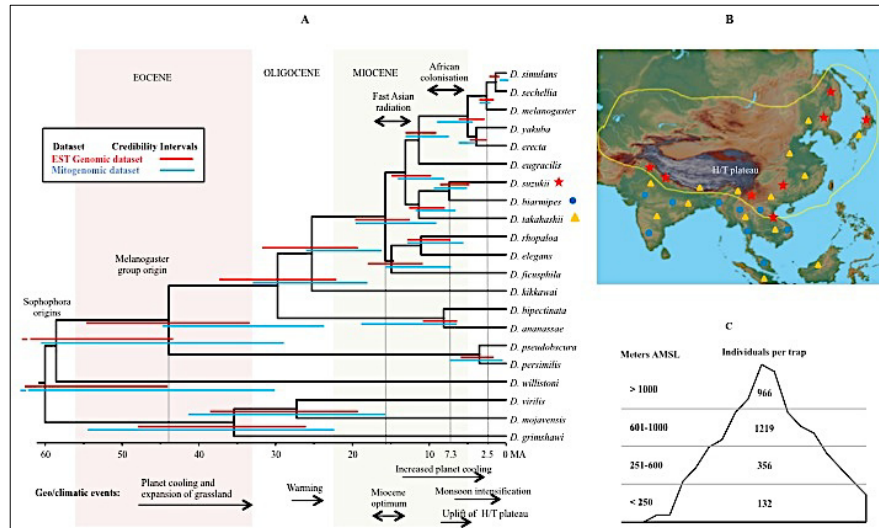 A
EOCENE
OLIGOCENE
MIOCENE
African
colonisation
Fast Asian
radiation
Dataset Credibility Intervals
EST Genomic dataset
Mitogenomic dataset
Melanogaster
group origin
Sophophora
origins
D. simulans
D. sechellia
D. melanogaster
D. yakuba
D. erecta
D. eugracilis
D. suzukii
D. biarmipes
D. takahashii
D. rhopaloa
D. elegans
D. ficusphila
D. kikkawai
D. bipectinata
D. ananassae
D. pseudobscura
D. persimilis
D. willistoni
D. virilis
D. mojavensis
D. grimshawi
60 50 40 30 20 10 7.3 2.5 0 MA
Geo/climatic events:
Planet cooling and
expansion of grassland
Warming
Miocene
optimum
Increased planet cooling
Monsoon intensification
Uplift of H/T plateau
B
H/T plateau
C
Meters AMSL Individuals per trap
> 1000 966
601-1000 1219
251-600 356
< 250 132